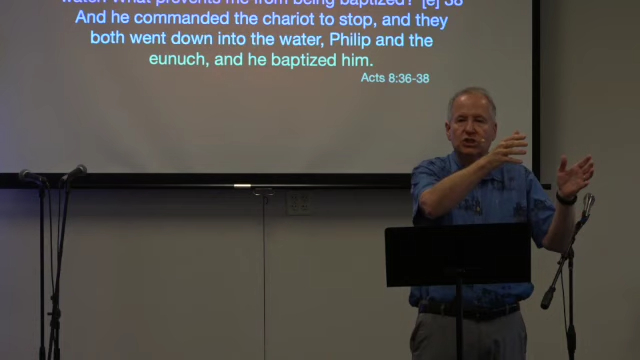 water! What prevents me from being baptized?" [e] 38
And he commanded the chariot to stop, and they
both went down into the water, Philip and the
eunuch, and he baptized him.
Acts 8:36-38